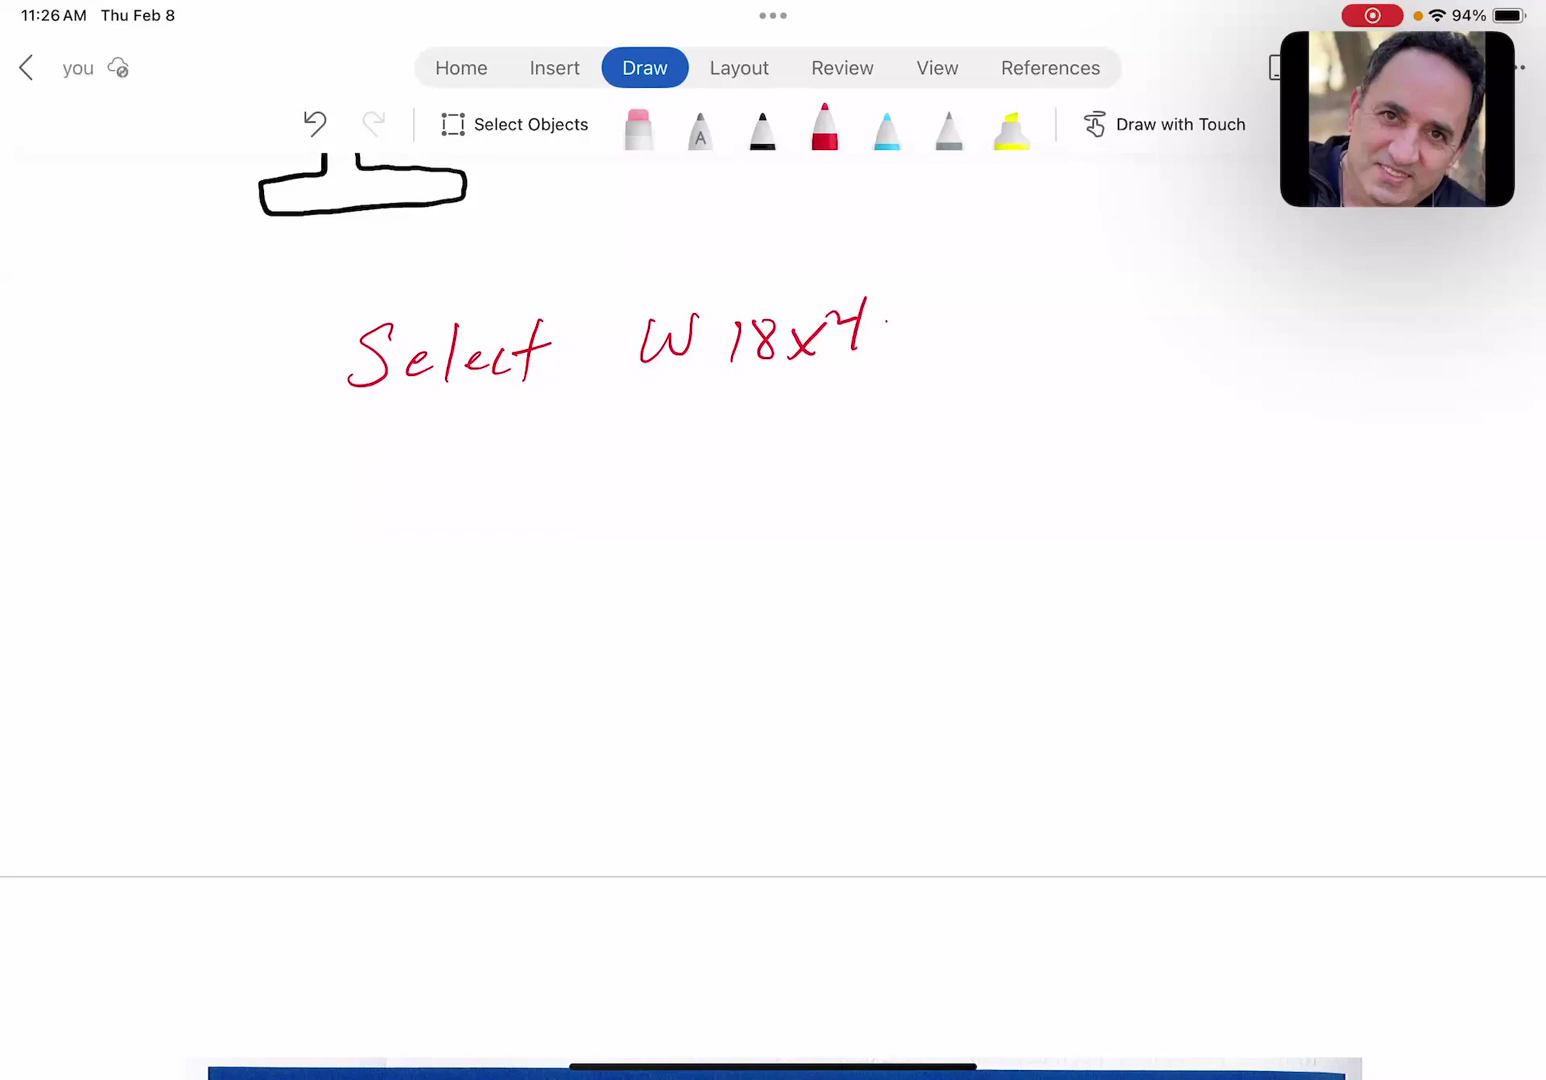 11:26 AM Thu Feb 8
94%
you
Home Insert Draw Layout Review View References
Select Objects
A
Draw with Touch
Select W 18x4